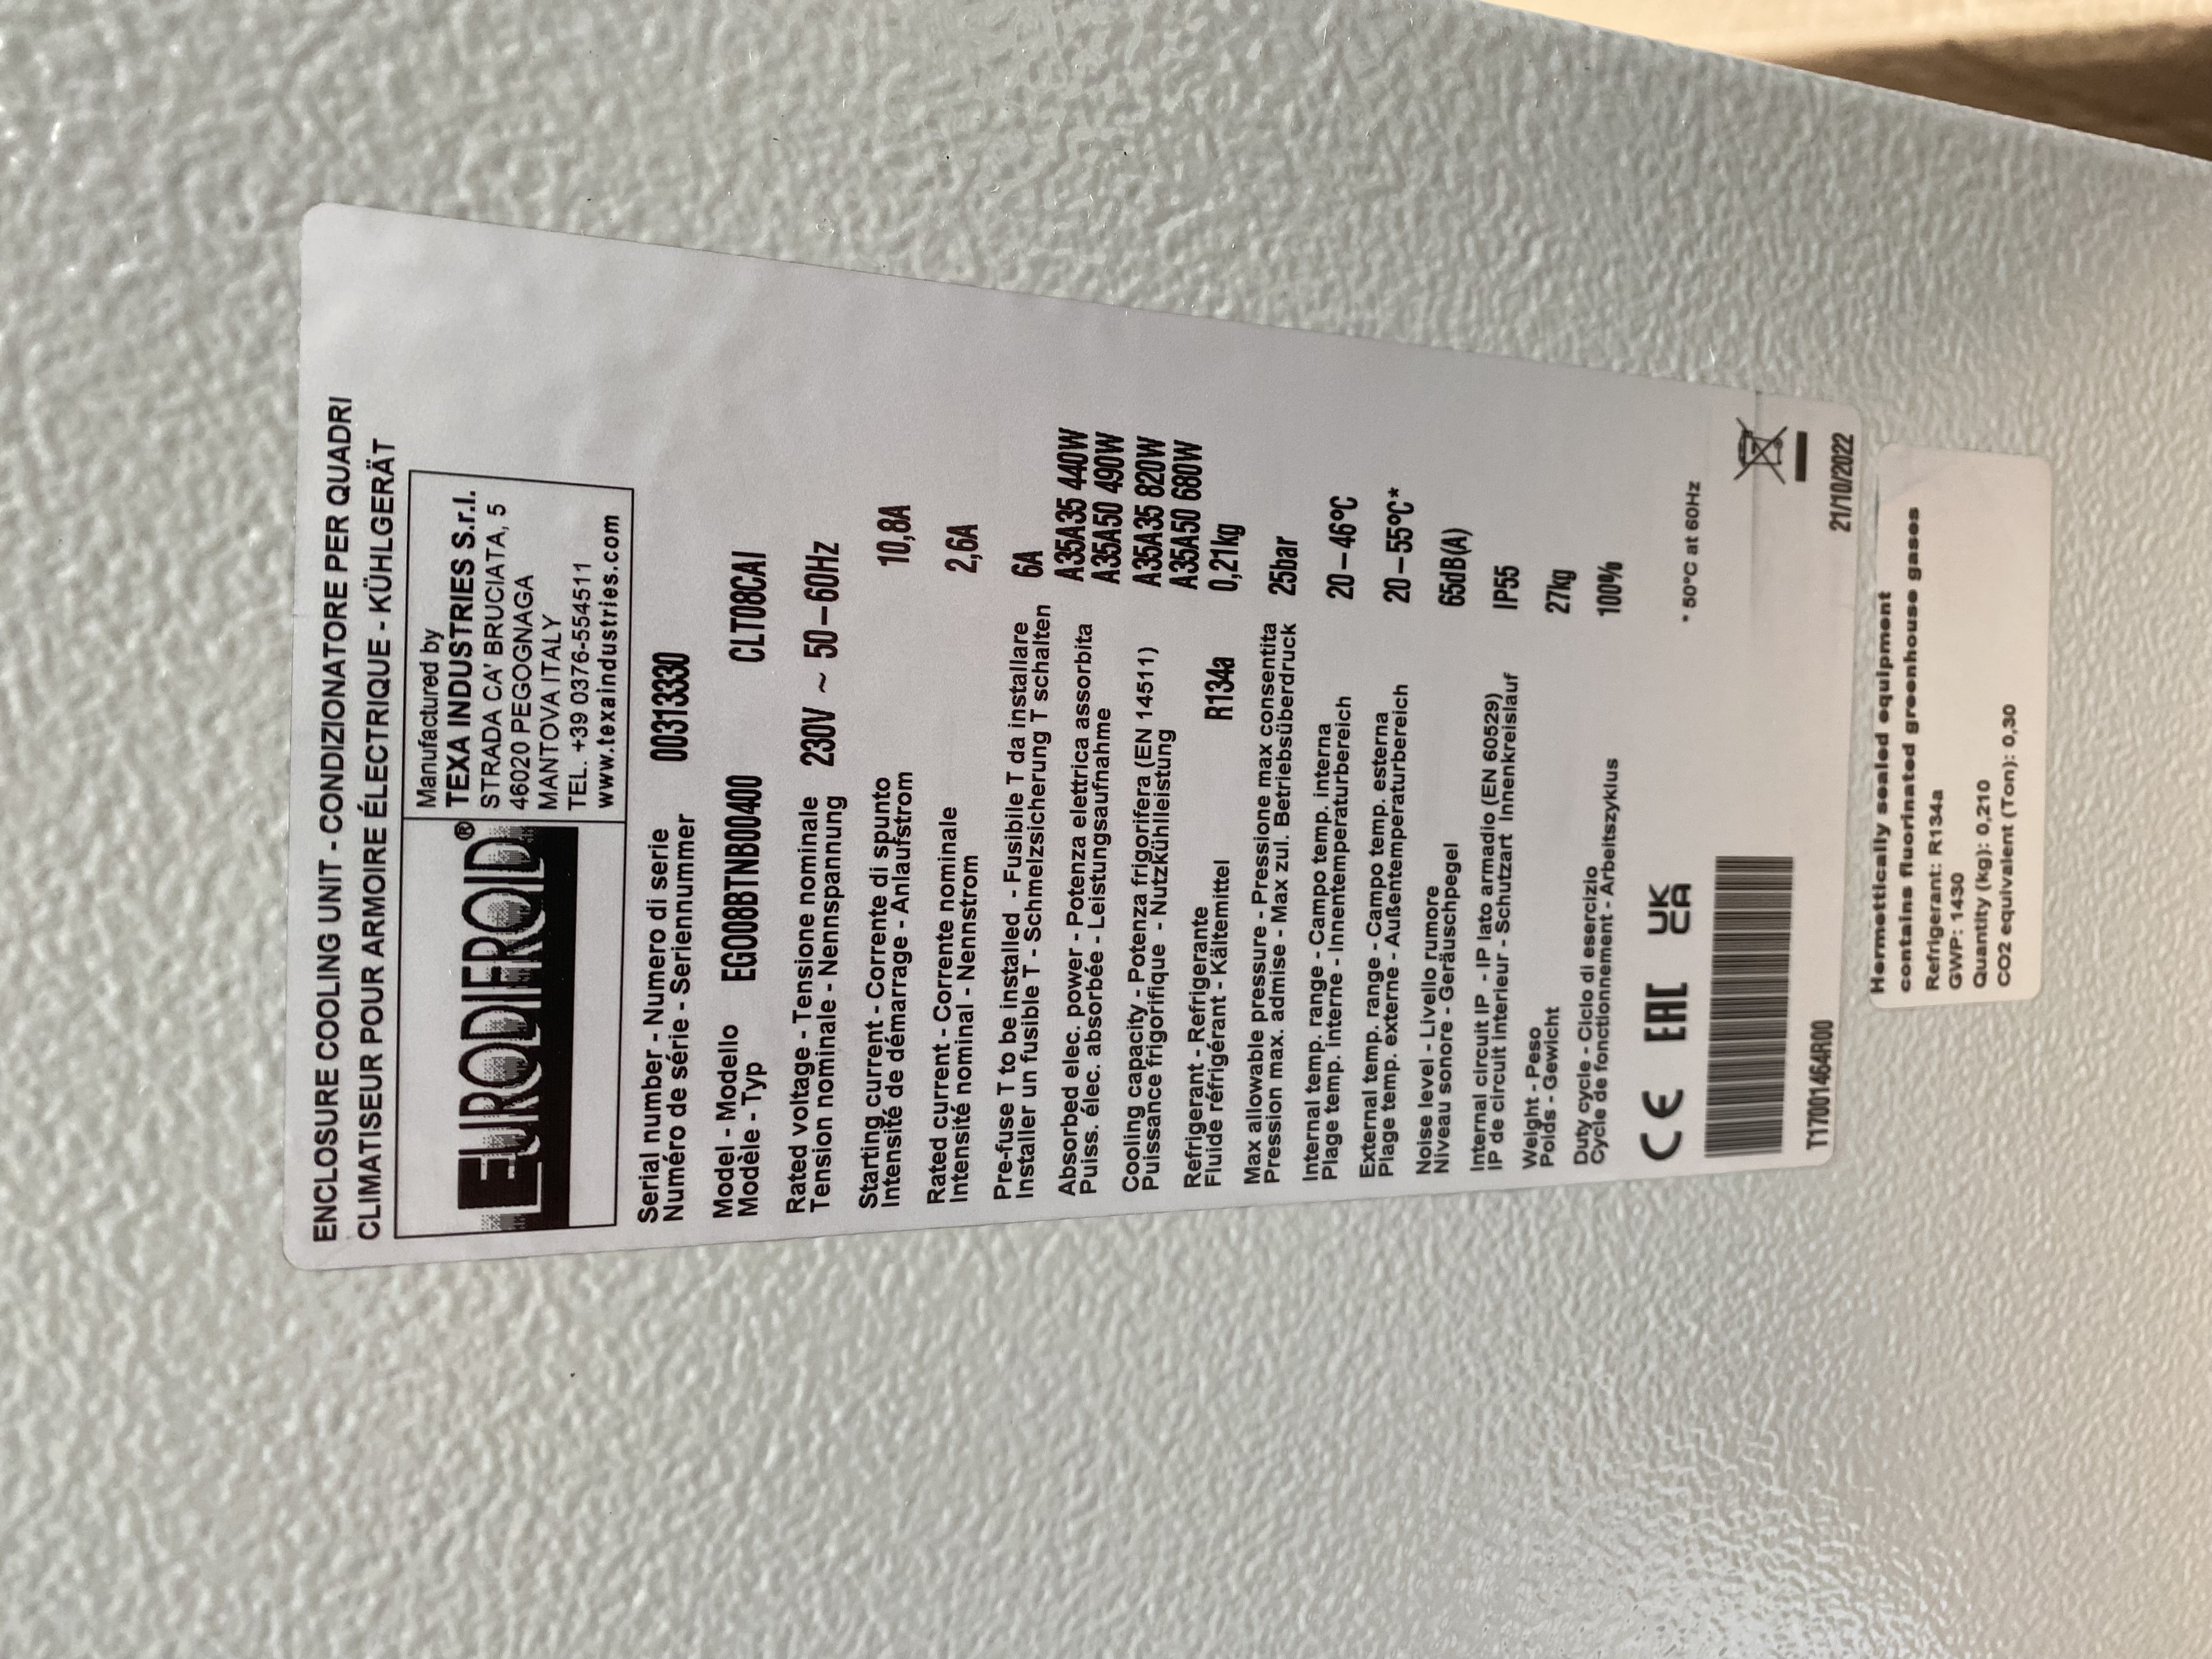 ENCLOSURE COOLING UNIT - CONDIZIONATORE PER QUADRI
CLIMATISEUR POUR ARMOIRE ÉLECTRIQUE - KÜHLGERÄT
EURODIFROID®
Manufactured by
TEXA INDUSTRIES S.r.l.
STRADA CA' BRUCIATA, 5
46020 PEGOGNAGA
MANTOVA ITALY
TEL. +39 0376-554511
www.texaindustries.com
Serial number - Numero di serie
Numéro de série - Seriennummer 00313330
Model - Modello
Modèle - Typ EGO08BTNB00400 CLT08CAI
Rated voltage - Tensione nominale
Tension nominale - Nennspannung 230V ~ 50–60Hz
Starting current - Corrente di spunto
Intensité de démarrage - Anlaufstrom 10,8A
Rated current - Corrente nominale
Intensité nominal - Nennstrom 2,6A
Pre-fuse T to be installed - Fusibile T da installare
Installer un fusible T - Schmelzsicherung T schalten 6A
Absorbed elec. power - Potenza elettrica assorbita A35A35 440W
Puiss. élec. absorbée - Leistungsaufnahme A35A50 490W
Cooling capacity - Potenza frigorifera (EN 14511) A35A35 820W
Puissance frigorifique - Nutzkühlleistung A35A50 680W
Refrigerant - Refrigerante
Fluide réfrigérant - Kältemittel R134a 0,21kg
Max allowable pressure - Pressione max consentita
Pression max. admise - Max zul. Betriebsüberdruck 25bar
Internal temp. range - Campo temp. interna
Plage temp. interne - Innentemperaturbereich 20–46°C
External temp. range - Campo temp. esterna
Plage temp. externe - Außentemperaturbereich 20–55°C*
Noise level - Livello rumore
Niveau sonore - Geräuschpegel 65dB(A)
Internal circuit IP - IP lato armadio (EN 60529)
IP de circuit interieur - Schutzart Innenkreislauf IP55
Weight - Peso
Poids - Gewicht 27kg
Duty cycle - Ciclo di esercizio
Cycle de fonctionnement - Arbeitszyklus 100%
CE EAC UK CA * 50°C at 60Hz
T17001464R00 21/10/2022
Hermetically sealed equipment
contains fluorinated greenhouse gases
Refrigerant: R134a
GWP: 1430
Quantity (kg): 0,210
CO2 equivalent (Ton): 0,30